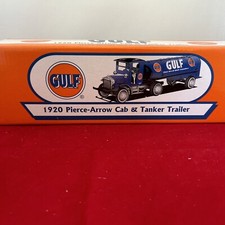 GULF
®
GULF
1920 Pierce-Arrow Cab & Tanker Trailer